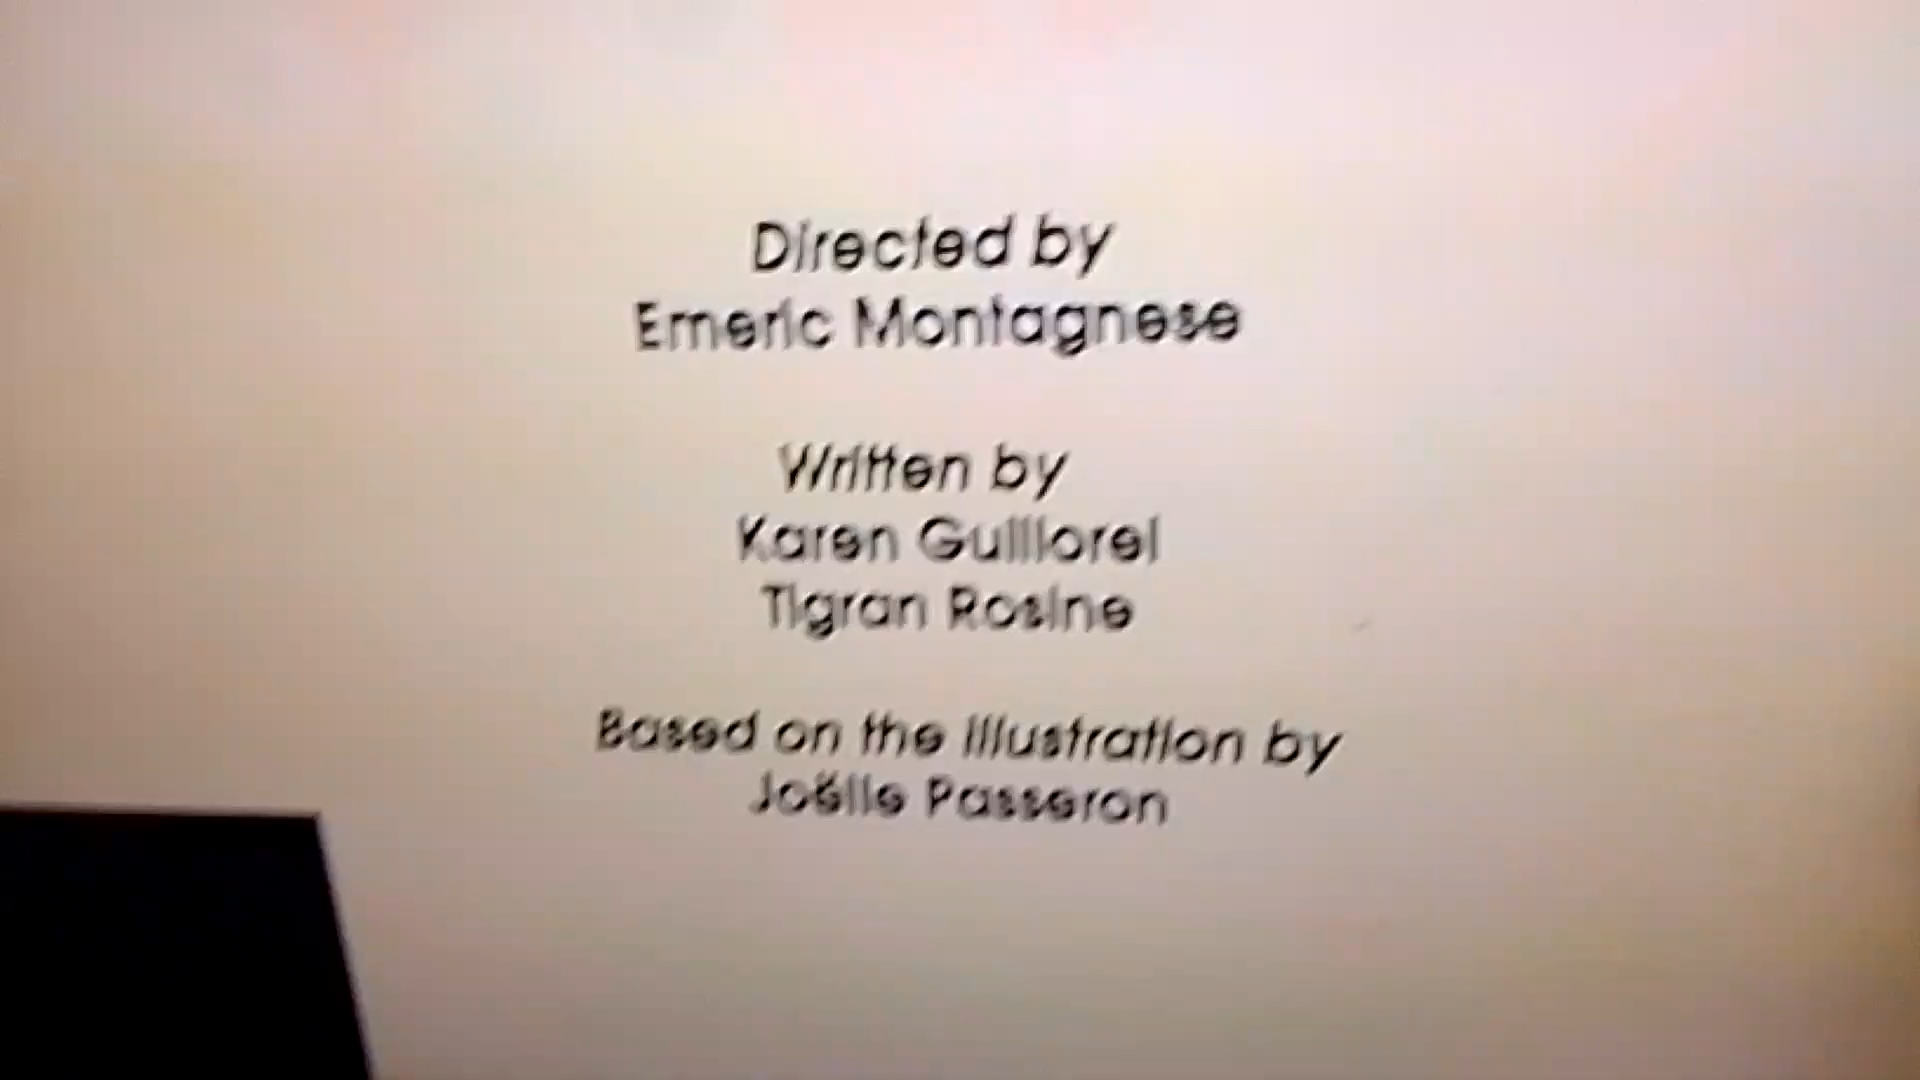 Directed by
Emeric Montagnese
Written by
Karen Guillorel
Tigran Rosine
Based on the illustration by
Joëlle Passeron